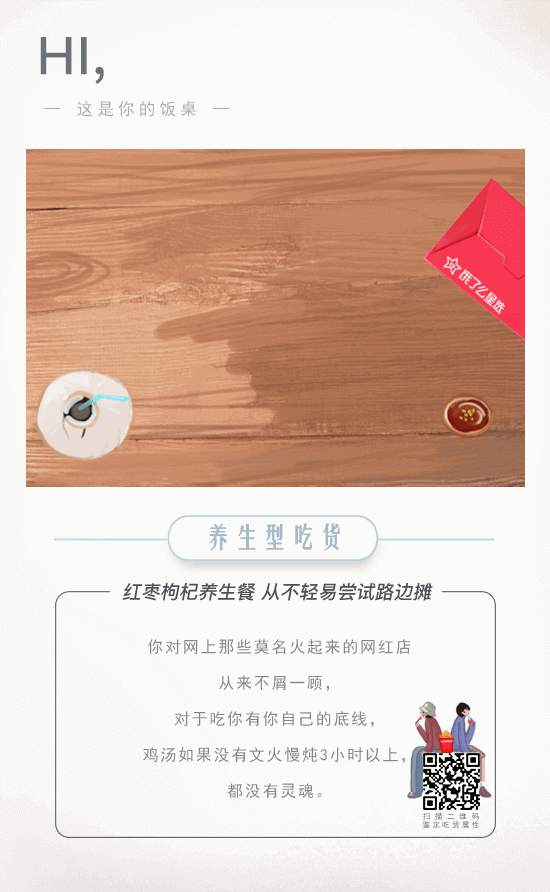 HI,
— 这是你的饭桌 —
饿了么星选
养生型吃货
红枣枸杞养生餐 从不轻易尝试路边摊
你对网上那些莫名火起来的网红店
从来不屑一顾，
对于吃你有你自己的底线，
鸡汤如果没有文火慢炖3小时以上，
都没有灵魂。
扫描二维码
鉴定吃货属性